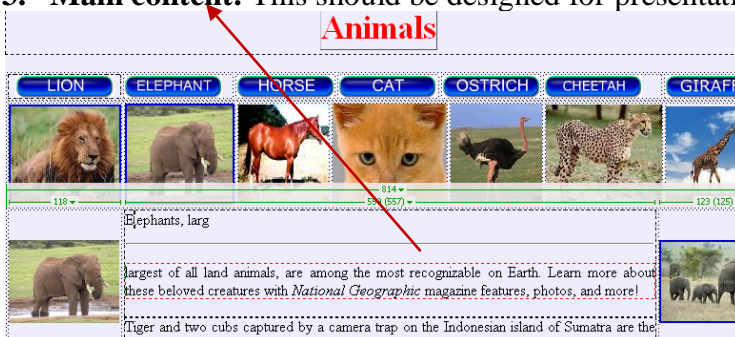 3. Main content: This should be designed for presentati
Animals
LION ELEPHANT HORSE CAT OSTRICH CHEETAH GIRAFF
814
118 559 (557) 123 (125)
Elephants, larg
largest of all land animals, are among the most recognizable on Earth. Learn more about
these beloved creatures with National Geographic magazine features, photos, and more!
Tiger and two cubs captured by a camera trap on the Indonesian island of Sumatra are the